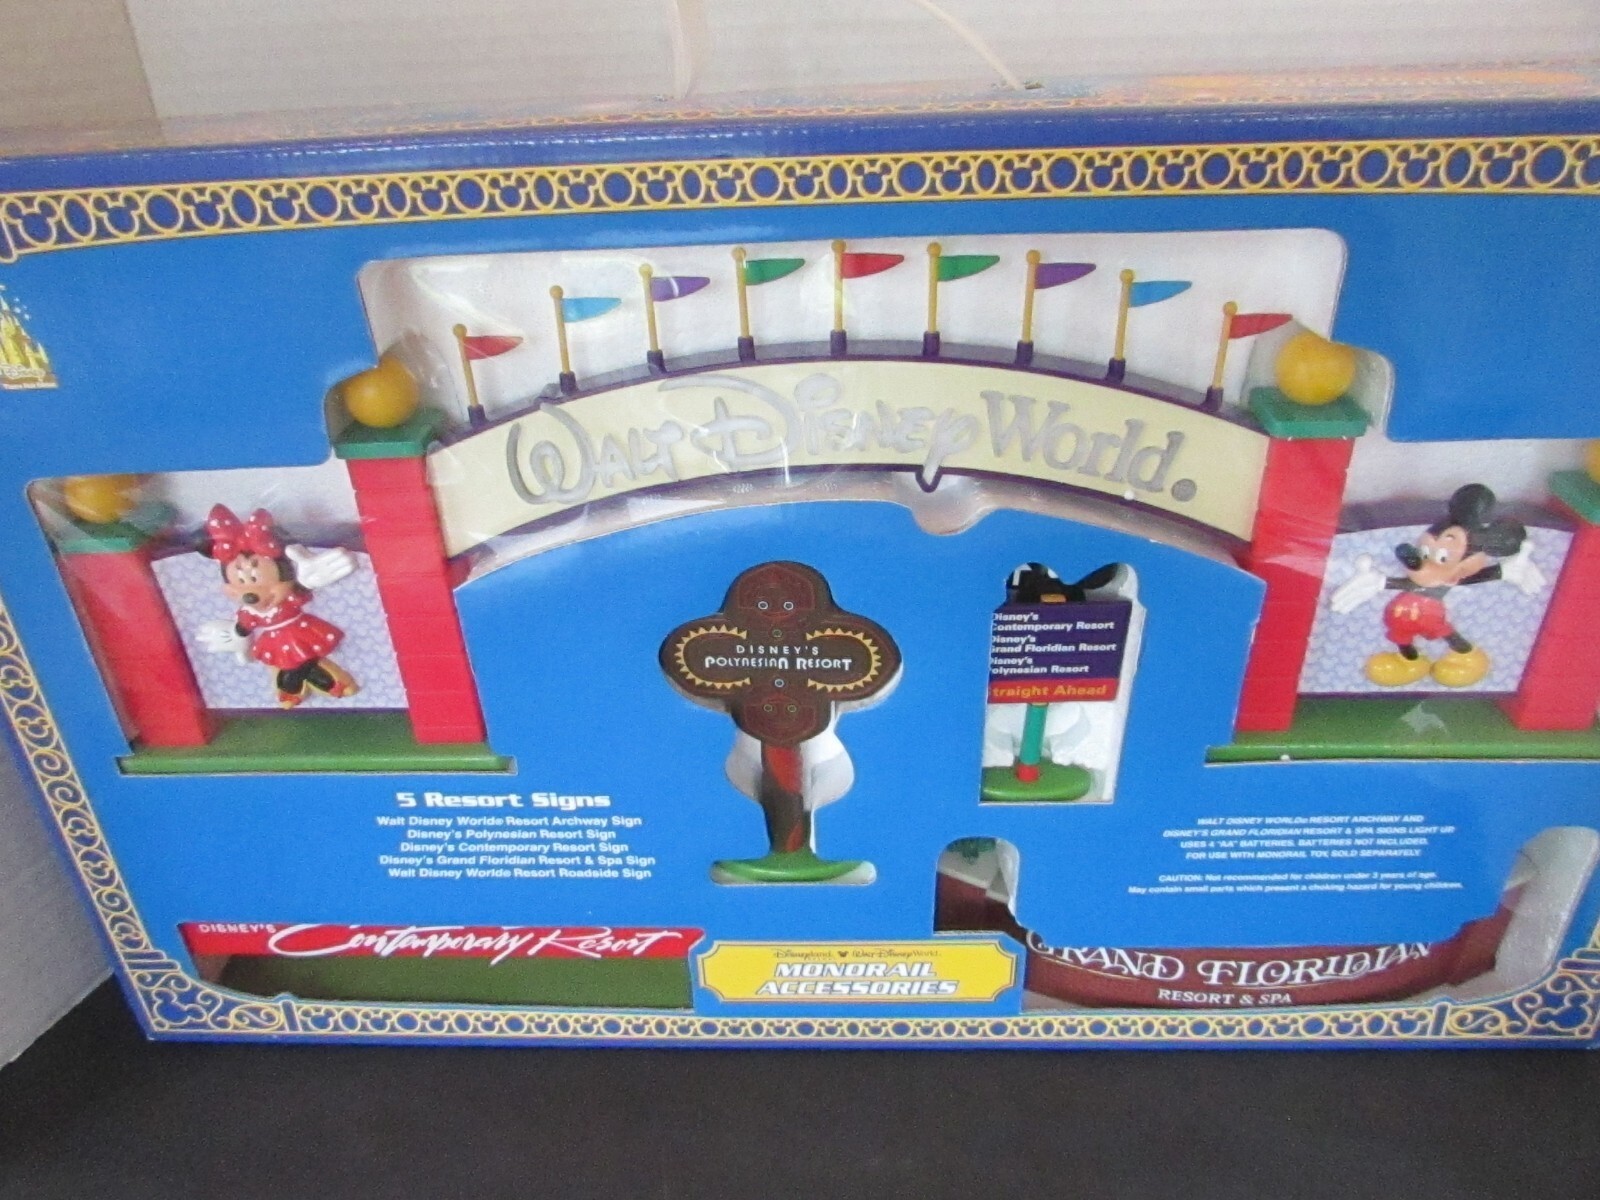 WALT DISNEY World.
DISNEY'S
POLYNESIAN RESORT
Disney's
Contemporary Resort
Disney's
Grand Floridian Resort
Disney's
Polynesian Resort
Straight Ahead
5 Resort Signs
Walt Disney World® Resort Archway Sign
Disney's Polynesian Resort Sign
Disney's Contemporary Resort Sign
Disney's Grand Floridian Resort & Spa Sign
Walt Disney World® Resort Roadside Sign
WALT DISNEY WORLD® RESORT ARCHWAY AND
DISNEY'S GRAND FLORIDIAN RESORT & SPA SIGNS LIGHT UP.
USES 4 "AA" BATTERIES. BATTERIES NOT INCLUDED.
FOR USE WITH MONORAIL TOY, SOLD SEPARATELY.
CAUTION: Not recommended for children under 3 years of age.
May contain small parts which present a choking hazard for young children.
DISNEY'S Contemporary Resort
Disneyland Walt Disney World
MONORAIL
ACCESSORIES
GRAND FLORIDIAN
RESORT & SPA